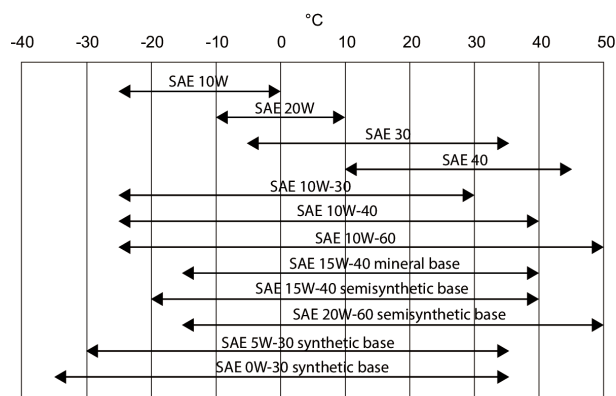 °C
-40 -30 -20 -10 0 10 20 30 40 50
SAE 10W
SAE 20W
SAE 30
SAE 40
SAE 10W-30
SAE 10W-40
SAE 10W-60
SAE 15W-40 mineral base
SAE 15W-40 semisynthetic base
SAE 20W-60 semisynthetic base
SAE 5W-30 synthetic base
SAE 0W-30 synthetic base